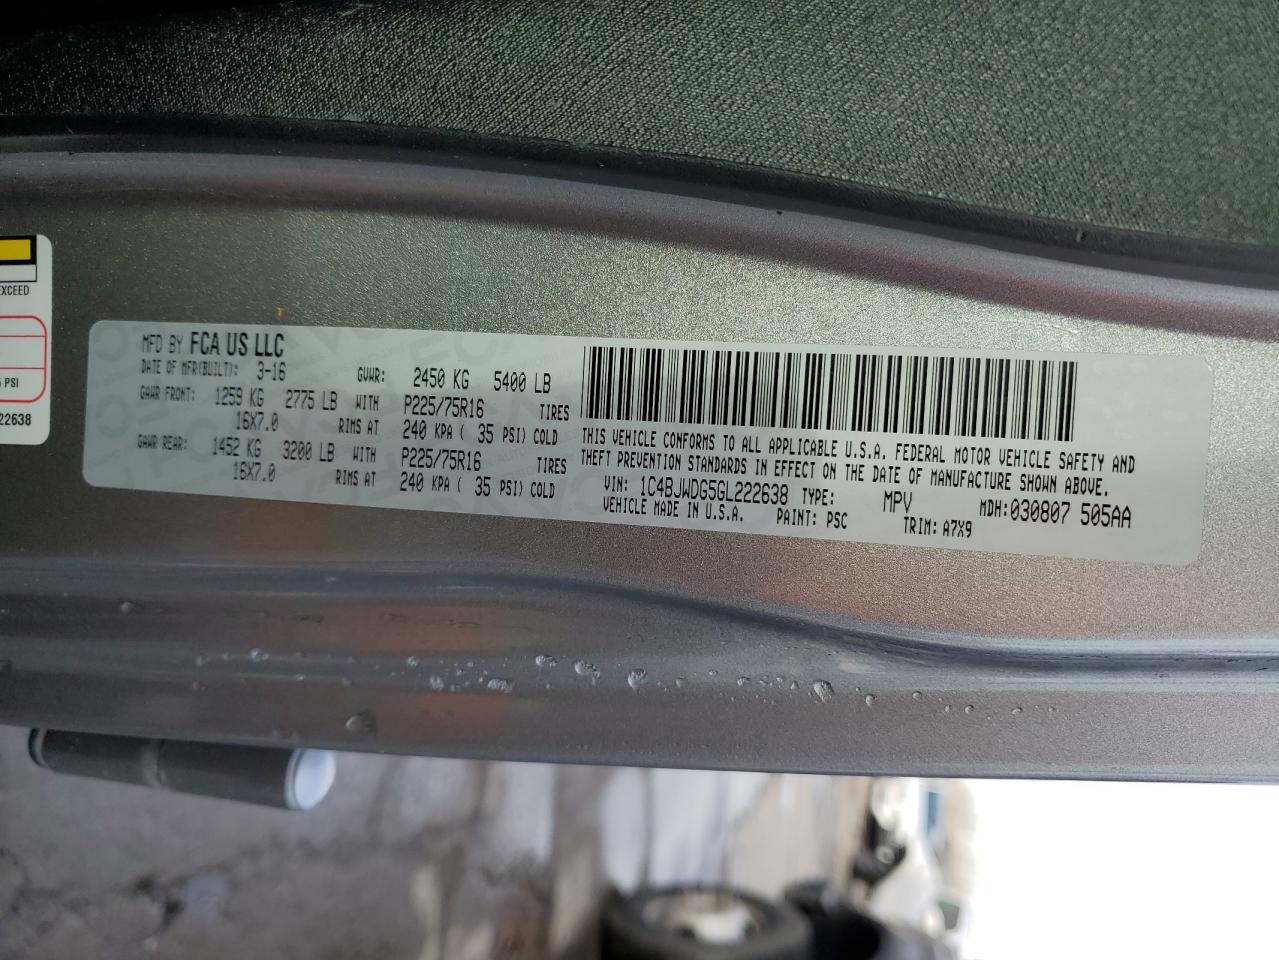 EXCEED
PSI
22638
MFD BY FCA US LLC
DATE OF MFR(BUILT): 3-16 GVWR: 2450 KG 5400 LB
GAWR FRONT: 1259 KG 2775 LB WITH P225/75R16 TIRES
16X7.0 RIMS AT 240 KPA ( 35 PSI) COLD
GAWR REAR: 1452 KG 3200 LB WITH P225/75R16 TIRES
16X7.0 RIMS AT 240 KPA ( 35 PSI) COLD
THIS VEHICLE CONFORMS TO ALL APPLICABLE U.S.A. FEDERAL MOTOR VEHICLE SAFETY AND
THEFT PREVENTION STANDARDS IN EFFECT ON THE DATE OF MANUFACTURE SHOWN ABOVE.
VIN: 1C4BJWDG5GL222638 TYPE: MPV MDH:030807 505AA
VEHICLE MADE IN U.S.A. PAINT: PSC TRIM: A7X9